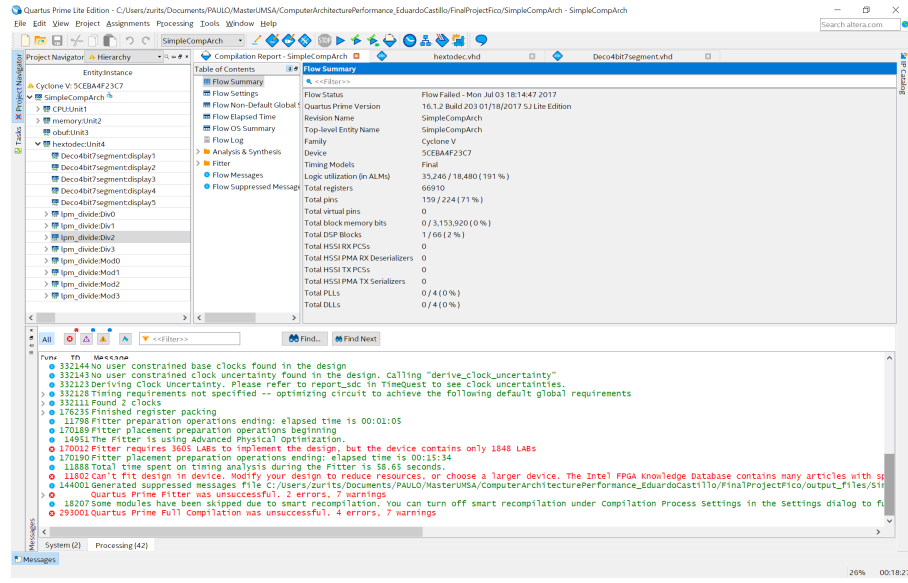 Quartus Prime Lite Edition - C:/Users/zurits/Documents/PAULO/MasterUMSA/ComputerArchitecturePerformance_EduardoCastillo/FinalProjectFico/SimpleCompArch - SimpleCompArch
File Edit View Project Assignments Processing Tools Window Help
Search altera.com
SimpleCompArch
Project Navigator Hierarchy
Compilation Report - SimpleCompArch
hextodec.vhd
Deco4bit7segment.vhd
Entity:Instance
Cyclone V: 5CEBA4F23C7
SimpleCompArch
CPU:Unit1
memory:Unit2
obuf:Unit3
hextodec:Unit4
Deco4bit7segment:display1
Deco4bit7segment:display2
Deco4bit7segment:display3
Deco4bit7segment:display4
Deco4bit7segment:display5
lpm_divide:Div0
lpm_divide:Div1
lpm_divide:Div2
lpm_divide:Div3
lpm_divide:Mod0
lpm_divide:Mod1
lpm_divide:Mod2
lpm_divide:Mod3
Table of Contents
Flow Summary
Flow Settings
Flow Non-Default Global S
Flow Elapsed Time
Flow OS Summary
Flow Log
Analysis & Synthesis
Fitter
Flow Messages
Flow Suppressed Message
Flow Summary
<<Filter>>
Flow Status Flow Failed - Mon Jul 03 18:14:47 2017
Quartus Prime Version 16.1.2 Build 203 01/18/2017 SJ Lite Edition
Revision Name SimpleCompArch
Top-level Entity Name SimpleCompArch
Family Cyclone V
Device 5CEBA4F23C7
Timing Models Final
Logic utilization (in ALMs) 35,246 / 18,480 ( 191 % )
Total registers 66910
Total pins 159 / 224 ( 71 % )
Total virtual pins 0
Total block memory bits 0 / 3,153,920 ( 0 % )
Total DSP Blocks 1 / 66 ( 2 % )
Total HSSI RX PCSs 0
Total HSSI PMA RX Deserializers 0
Total HSSI TX PCSs 0
Total HSSI PMA TX Serializers 0
Total PLLs 0 / 4 ( 0 % )
Total DLLs 0 / 4 ( 0 % )
IP Catalog
Project Navigator
Tasks
All
<<Filter>>
Find...
Find Next
Type ID Message
332144 No user constrained base clocks found in the design
332143 No user constrained clock uncertainty found in the design. Calling "derive_clock_uncertainty"
332123 Deriving Clock Uncertainty. Please refer to report_sdc in TimeQuest to see clock uncertainties.
332128 Timing requirements not specified -- optimizing circuit to achieve the following default global requirements
332111 Found 2 clocks
176235 Finished register packing
11798 Fitter preparation operations ending: elapsed time is 00:01:05
170189 Fitter placement preparation operations beginning
14951 The Fitter is using Advanced Physical Optimization.
170012 Fitter requires 3605 LABs to implement the design, but the device contains only 1848 LABs
170190 Fitter placement preparation operations ending: elapsed time is 00:15:34
11888 Total time spent on timing analysis during the Fitter is 58.65 seconds.
11802 Can't fit design in device. Modify your design to reduce resources, or choose a larger device. The Intel FPGA Knowledge Database contains many articles with sp
144001 Generated suppressed messages file C:/Users/zurits/Documents/PAULO/MasterUMSA/ComputerArchitecturePerformance_EduardoCastillo/FinalProjectFico/output_files/Sim
Quartus Prime Fitter was unsuccessful. 2 errors, 7 warnings
18207 Some modules have been skipped due to smart recompilation. You can turn off smart recompilation under Compilation Process Settings in the Settings dialog to fu
293001 Quartus Prime Full Compilation was unsuccessful. 4 errors, 7 warnings
Messages
System (2)
Processing (42)
Messages
26% 00:18:27